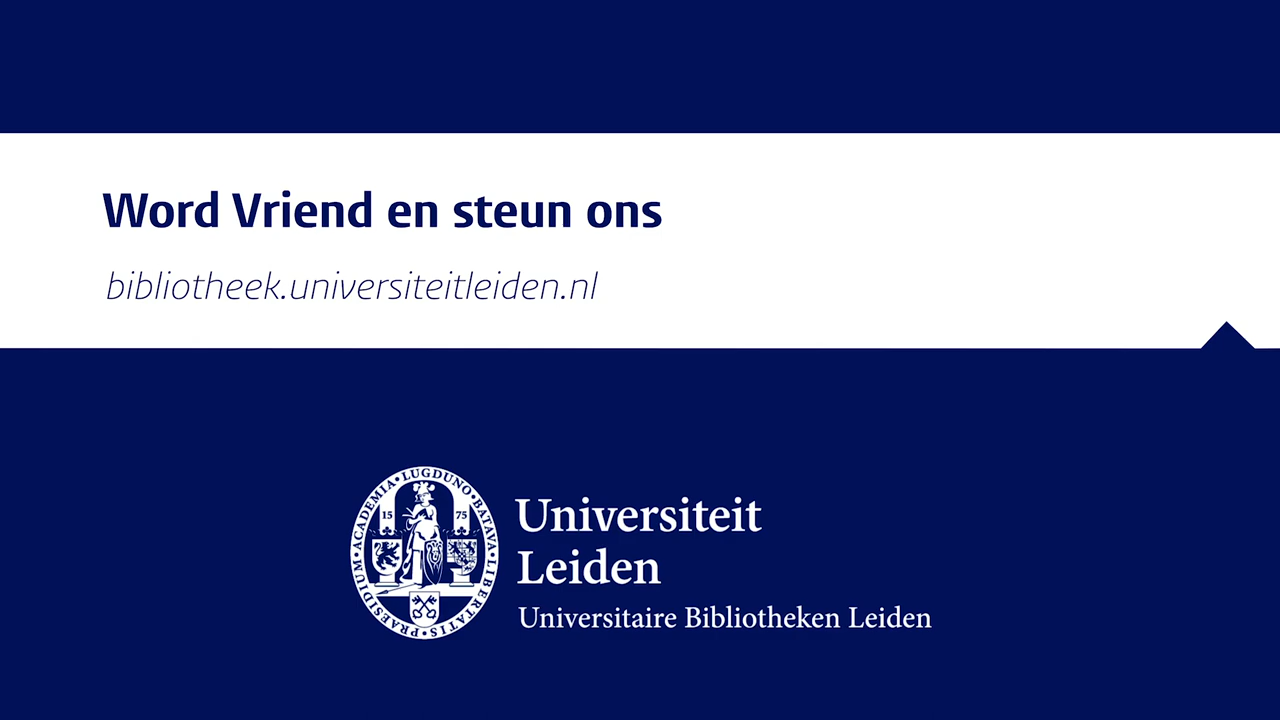 Word Vriend en steun ons
bibliotheek.universiteitleiden.nl
ACADEMIA • LUGDUNO • BATAVA • LIBERTATIS • PRAESIDIUM •
15 75
Universiteit
Leiden
Universitaire Bibliotheken Leiden